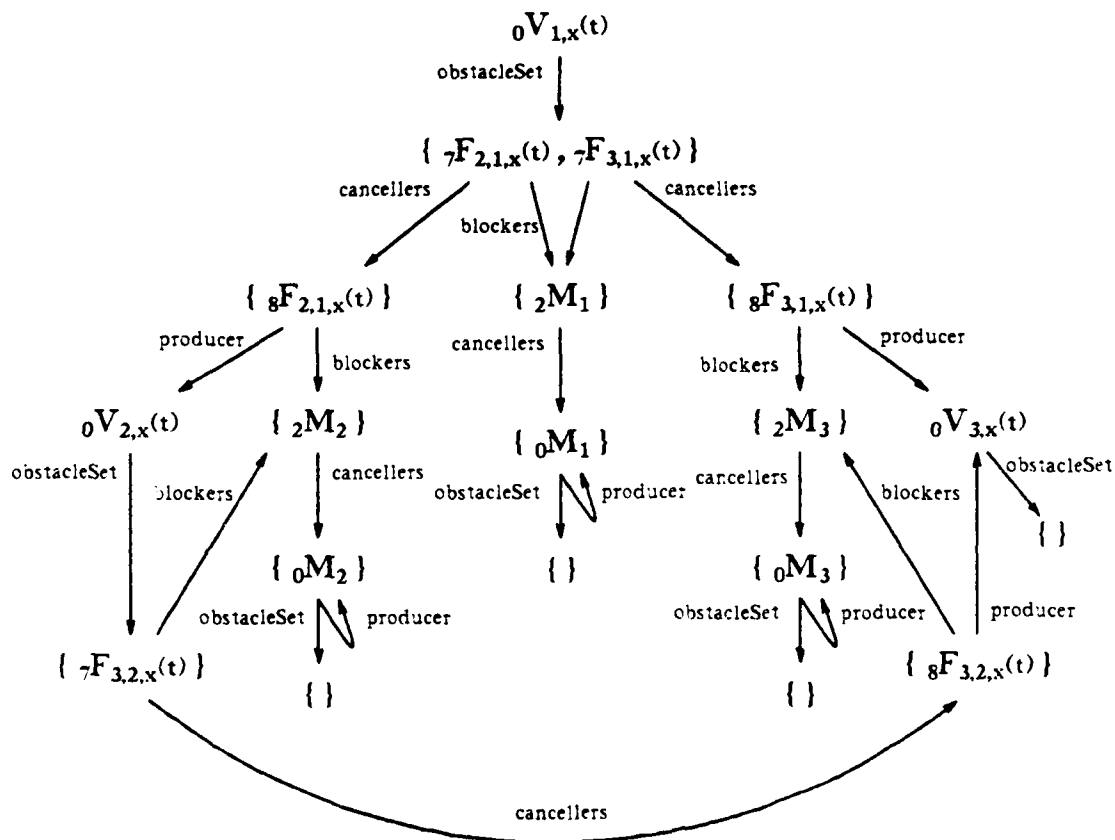 ₀V₁,ₓ(t)
obstacleSet
{ ₇F₂,₁,ₓ(t) , ₇F₃,₁,ₓ(t) }
cancellers
cancellers
blockers
{ ₈F₂,₁,ₓ(t) }
{ ₂M₁ }
{ ₈F₃,₁,ₓ(t) }
producer
blockers
cancellers
blockers
producer
₀V₂,ₓ(t)
{ ₂M₂ }
{ ₀M₁ }
{ ₂M₃ }
₀V₃,ₓ(t)
obstacleSet
blockers
cancellers
obstacleSet
producer
cancellers
blockers
obstacleSet
{ ₀M₂ }
{ }
{ ₀M₃ }
{ }
obstacleSet
producer
obstacleSet
producer
producer
{ ₇F₃,₂,ₓ(t) }
{ }
{ }
{ ₈F₃,₂,ₓ(t) }
cancellers